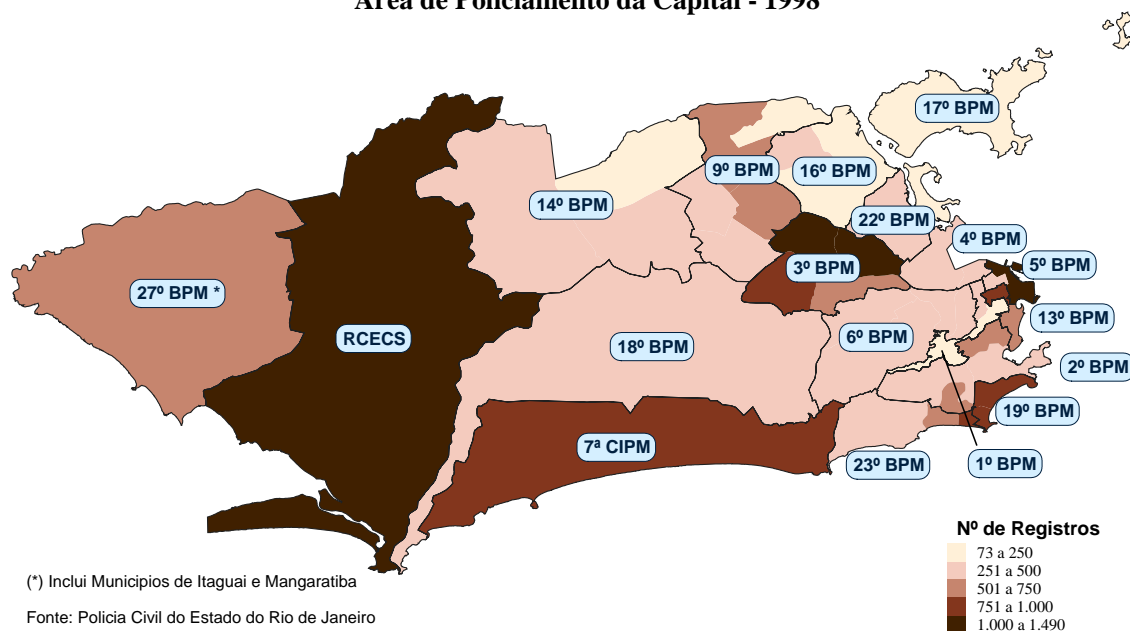 Área de Policiamento da Capital - 1998
17º BPM
9º BPM
16º BPM
14º BPM
22º BPM
4º BPM
5º BPM
3º BPM
27º BPM *
13º BPM
RCECS
18º BPM
6º BPM
2º BPM
19º BPM
7ª CIPM
23º BPM
1º BPM
Nº de Registros
73 a 250
251 a 500
501 a 750
751 a 1.000
1.000 a 1.490
(*) Inclui Municipios de Itaguai e Mangaratiba
Fonte: Policia Civil do Estado do Rio de Janeiro